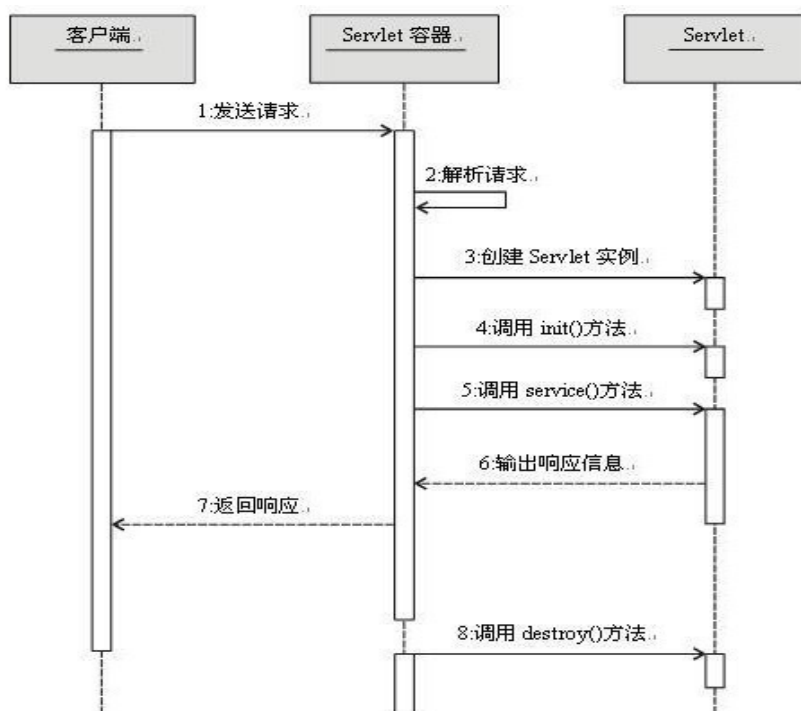 客户端
Servlet 容器
Servlet
1:发送请求
2:解析请求
3:创建 Servlet 实例
4:调用 init()方法
5:调用 service()方法
6:输出响应信息
7:返回响应
8:调用 destroy()方法